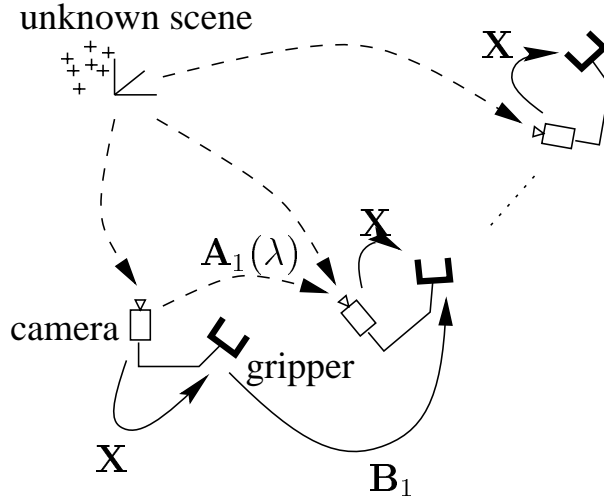 unknown scene
X
X
A₁(λ)
camera
gripper
X
B₁